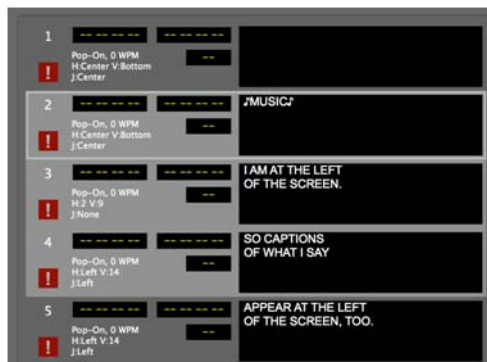 1
-- -- -- --
-- -- -- --
Pop-On, 0 WPM
H:Center V:Bottom
J:Center
--
!
2
-- -- -- --
-- -- -- --
♪MUSIC♪
Pop-On, 0 WPM
H:Center V:Bottom
J:Center
--
!
3
-- -- -- --
-- -- -- --
I AM AT THE LEFT
OF THE SCREEN.
Pop-On, 0 WPM
H:2 V:9
J:None
--
!
4
-- -- -- --
-- -- -- --
SO CAPTIONS
OF WHAT I SAY
Pop-On, 0 WPM
H:Left V:14
J:Left
--
!
5
-- -- -- --
-- -- -- --
APPEAR AT THE LEFT
OF THE SCREEN, TOO.
Pop-On, 0 WPM
H:Left V:14
J:Left
--
!